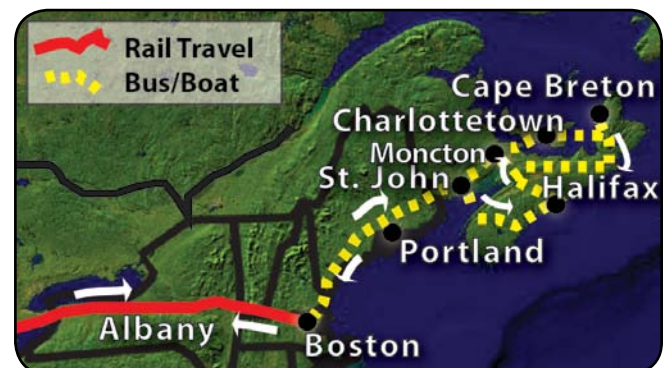 Rail Travel
Bus/Boat
Cape Breton
Charlottetown
Moncton
St. John
Halifax
Portland
Albany
Boston